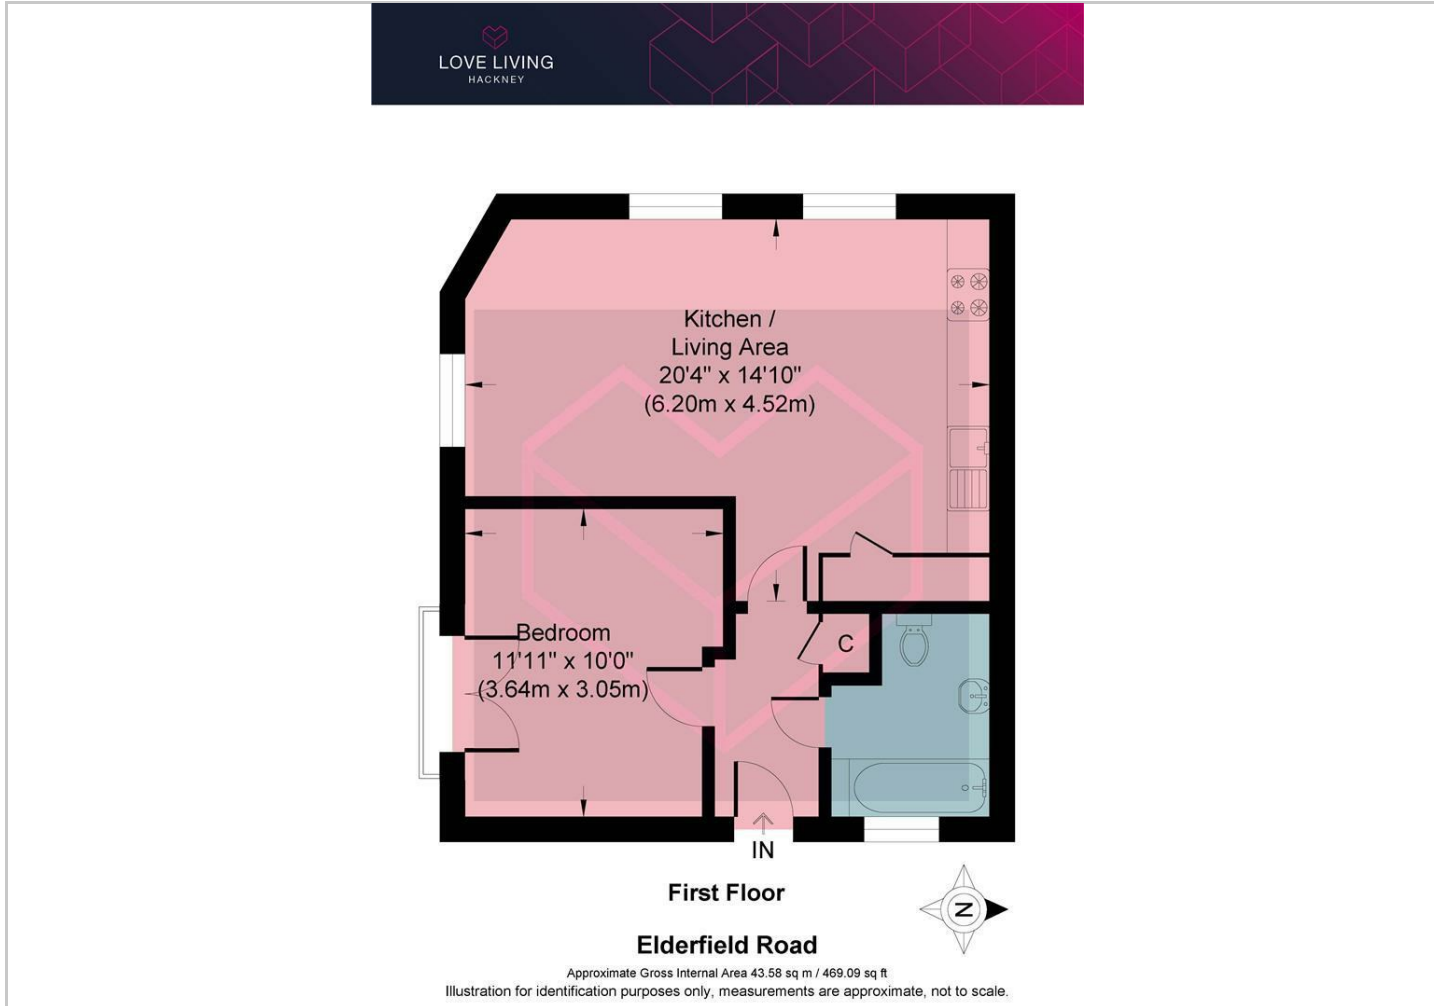 LOVE LIVING
HACKNEY
Kitchen /
Living Area
20'4" x 14'10"
(6.20m x 4.52m)
Bedroom
11'11" x 10'0"
(3.64m x 3.05m)
C
IN
First Floor
N
Elderfield Road
Approximate Gross Internal Area 43.58 sq m / 469.09 sq ft
Illustration for identification purposes only, measurements are approximate, not to scale.